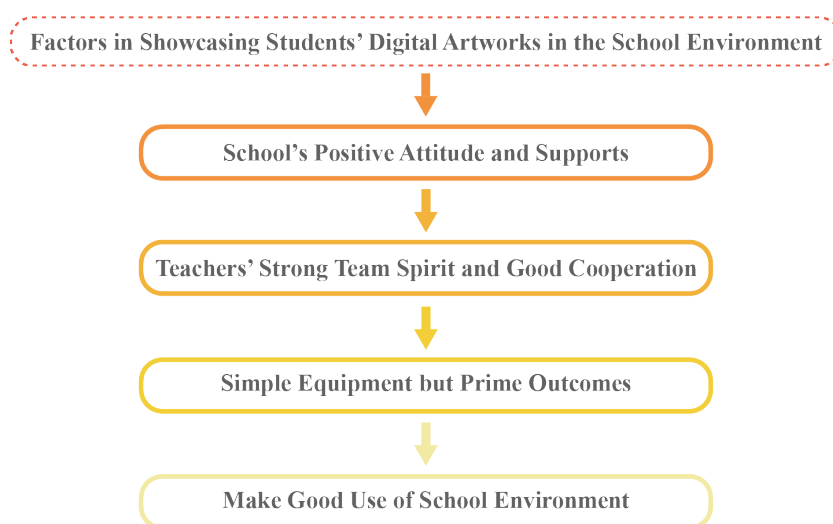 Factors in Showcasing Students’ Digital Artworks in the School Environment
School’s Positive Attitude and Supports
Teachers’ Strong Team Spirit and Good Cooperation
Simple Equipment but Prime Outcomes
Make Good Use of School Environment